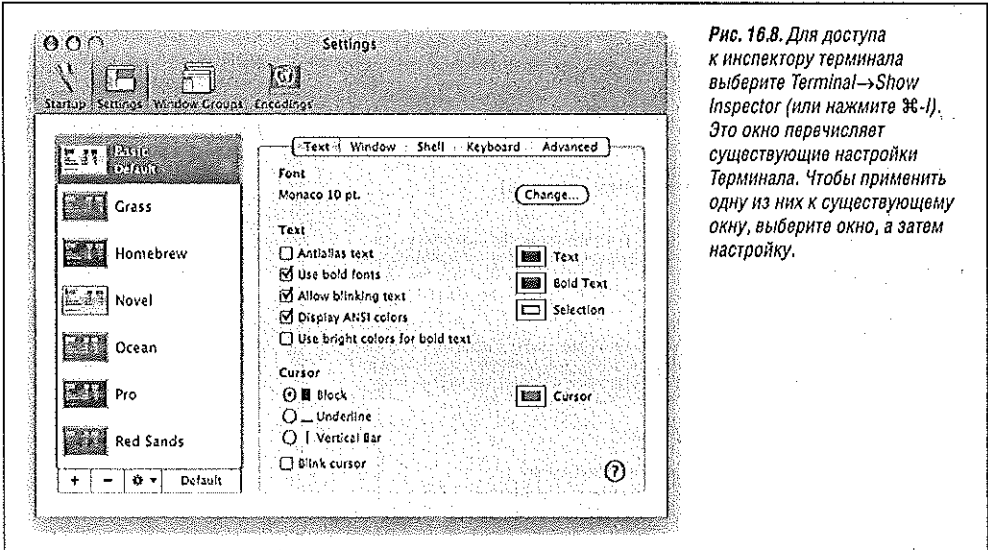 Settings
Startup Settings Window Groups Encodings
Basic
Default
Grass
Homebrew
Novel
Ocean
Pro
Red Sands
+ − Default
Text Window Shell Keyboard Advanced
Font
Monaco 10 pt.
Change...
Text
Antialias text
Use bold fonts
Allow blinking text
Display ANSI colors
Use bright colors for bold text
Text
Bold Text
Selection
Cursor
Block
Underline
Vertical Bar
Blink cursor
Cursor
?
Рис. 16.8. Для доступа
к инспектору терминала
выберите Terminal→Show
Inspector (или нажмите ⌘-I).
Это окно перечисляет
существующие настройки
Терминала. Чтобы применить
одну из них к существующему
окну, выберите окно, а затем
настройку.